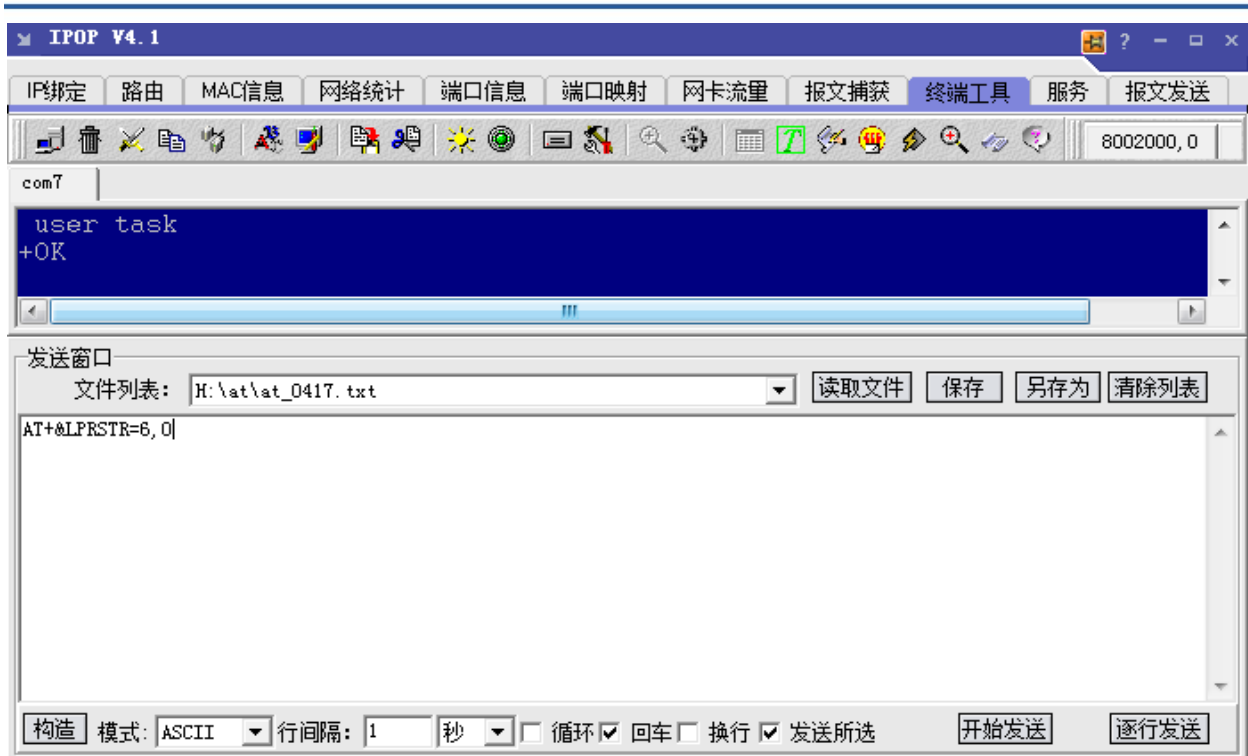 IPOP V4.1
IP绑定 路由 MAC信息 网络统计 端口信息 端口映射 网卡流量 报文捕获 终端工具 服务 报文发送
8002000,0
com7
user task
+OK
发送窗口
文件列表: H:\at\at_0417.txt 读取文件 保存 另存为 清除列表
AT+&LPRSTR=6,0
构造 模式: ASCII 行间隔: 1 秒 循环 回车 换行 发送所选 开始发送 逐行发送